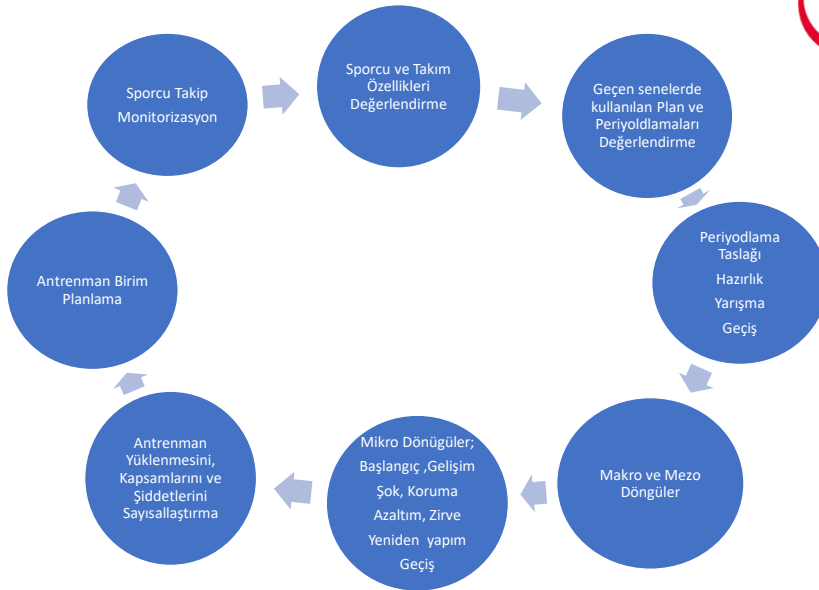 Sporcu ve Takım
Özellikleri
Değerlendirme
Geçen senelerde
kullanılan Plan ve
Periyoldlamaları
Değerlendirme
Periyodlama
Taslağı
Hazırlık
Yarışma
Geçiş
Makro ve Mezo
Döngüler
Mikro Dönügüler;
Başlangıç ,Gelişim
Şok, Koruma
Azaltım, Zirve
Yeniden yapım
Geçiş
Antrenman
Yüklenmesini,
Kapsamlarını ve
Şiddetlerini
Sayısallaştırma
Antrenman Birim
Planlama
Sporcu Takip
Monitorizasyon